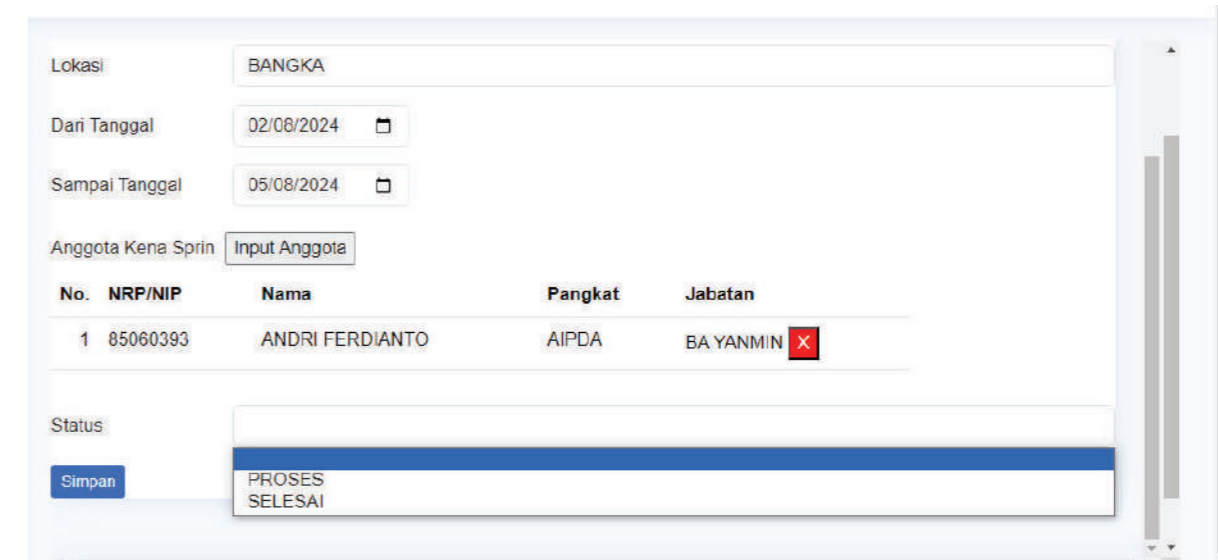 Lokasi BANGKA
Dari Tanggal 02/08/2024
Sampai Tanggal 05/08/2024
Anggota Kena Sprin Input Anggota
No. NRP/NIP Nama Pangkat Jabatan
1 85060393 ANDRI FERDIANTO AIPDA BA YANMIN X
Status
Simpan
PROSES
SELESAI